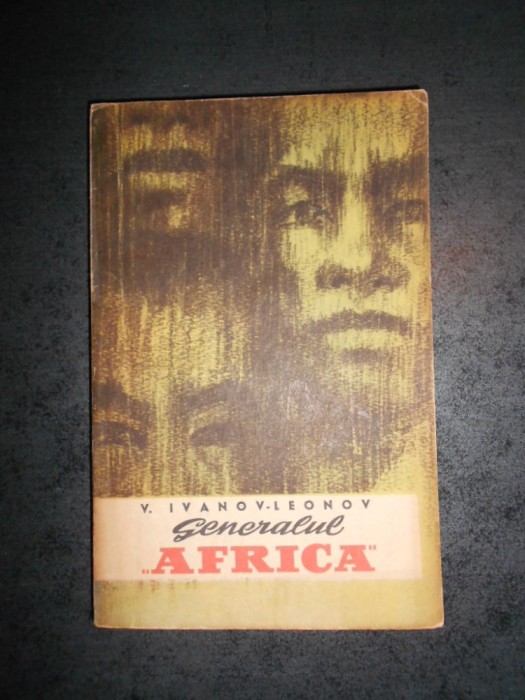 V. IVANOV-LEONOV
Generalul
„AFRICA"